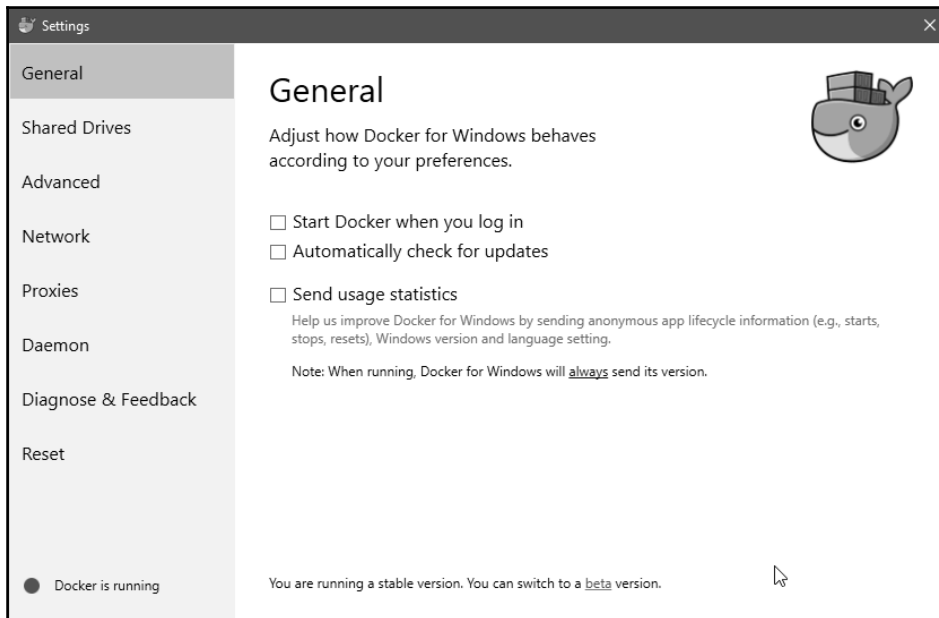 Settings
General
Shared Drives
Advanced
Network
Proxies
Daemon
Diagnose & Feedback
Reset
Docker is running
General
Adjust how Docker for Windows behaves
according to your preferences.
Start Docker when you log in
Automatically check for updates
Send usage statistics
Help us improve Docker for Windows by sending anonymous app lifecycle information (e.g., starts,
stops, resets), Windows version and language setting.
Note: When running, Docker for Windows will always send its version.
You are running a stable version. You can switch to a beta version.